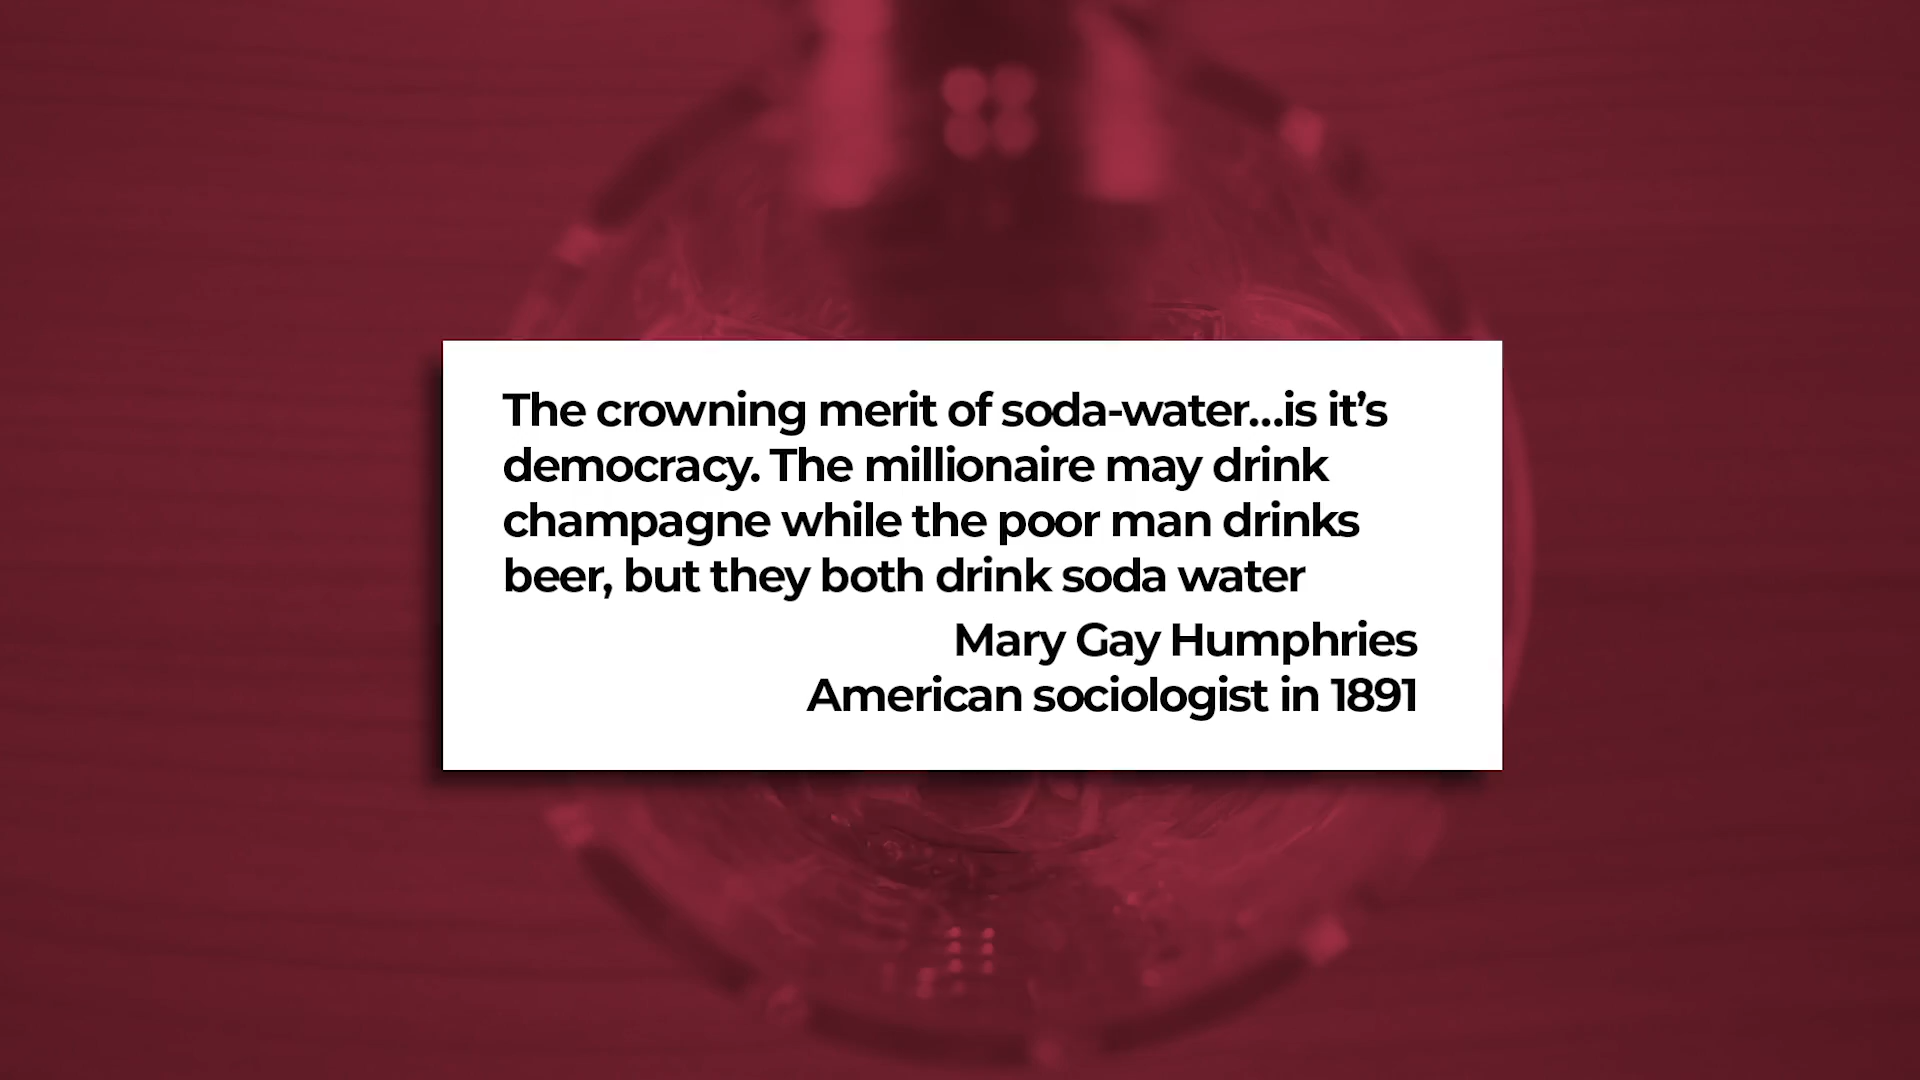 The crowning merit of soda-water...is it’s
democracy. The millionaire may drink
champagne while the poor man drinks
beer, but they both drink soda water
Mary Gay Humphries
American sociologist in 1891